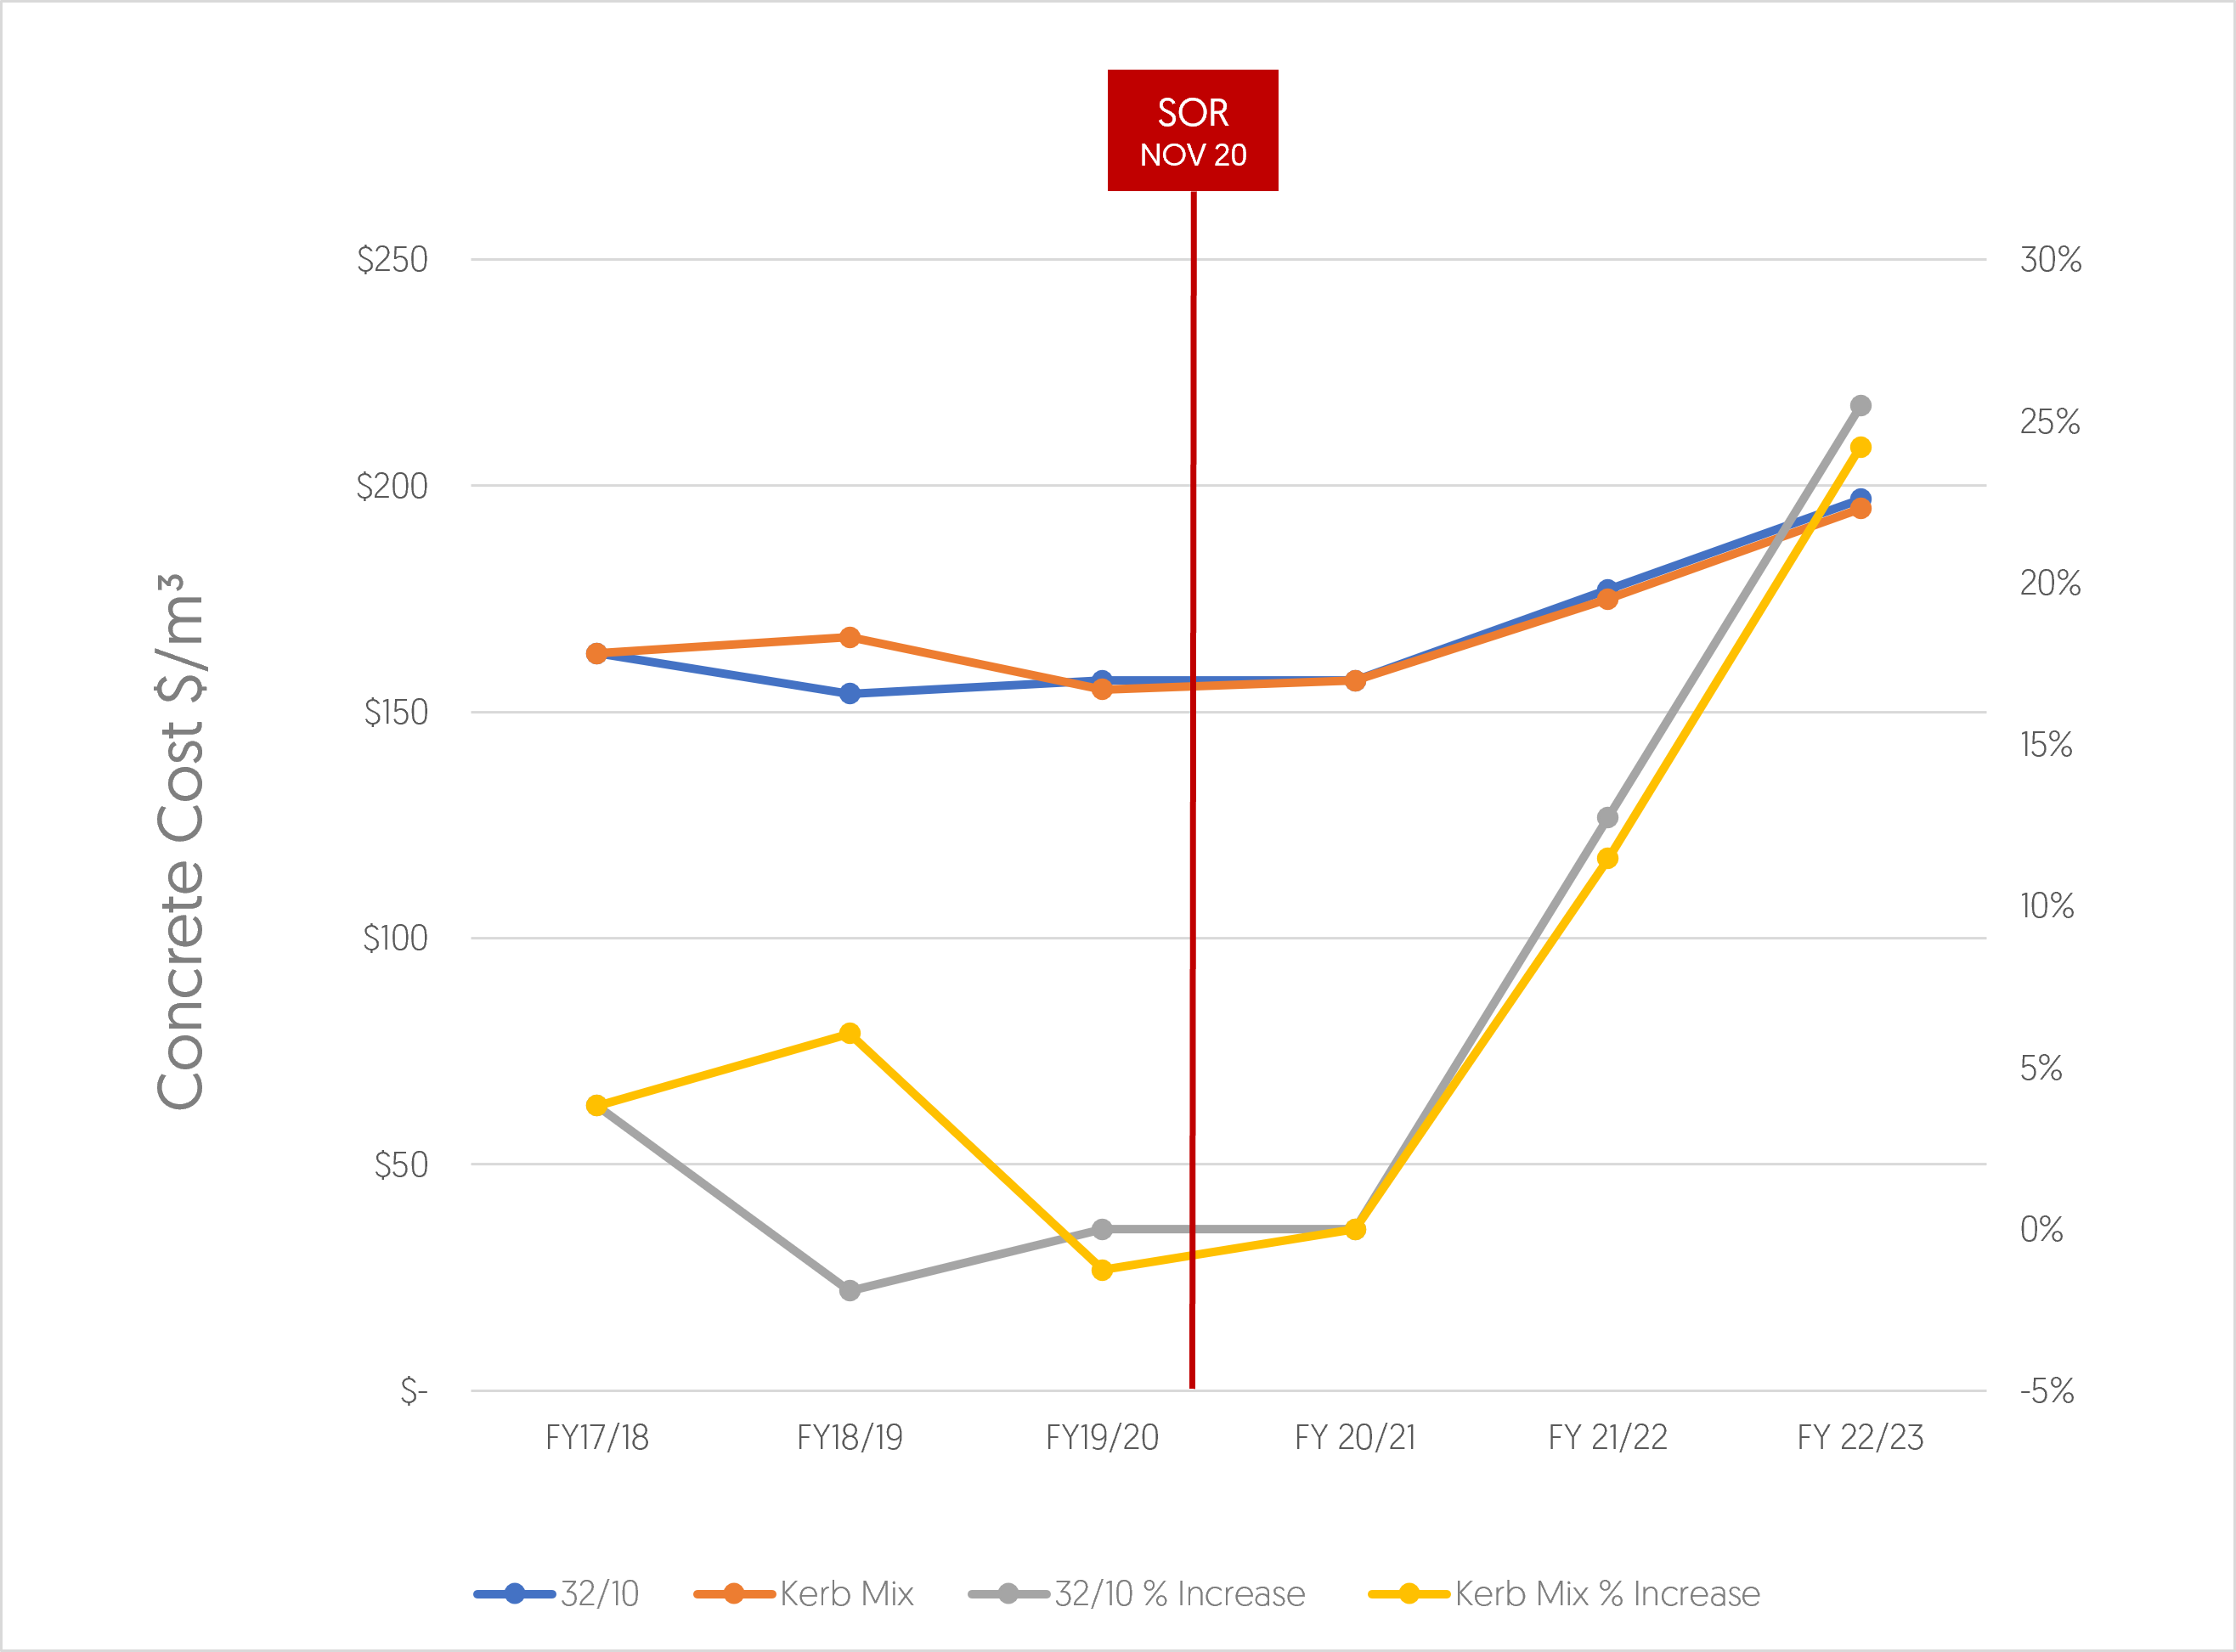 SOR
NOV 20
$250
$200
$150
$100
$50
$-
Concrete Cost $/m³
30%
25%
20%
15%
10%
5%
0%
-5%
FY17/18 FY18/19 FY19/20 FY 20/21 FY 21/22 FY 22/23
32/10 Kerb Mix 32/10 % Increase Kerb Mix % Increase